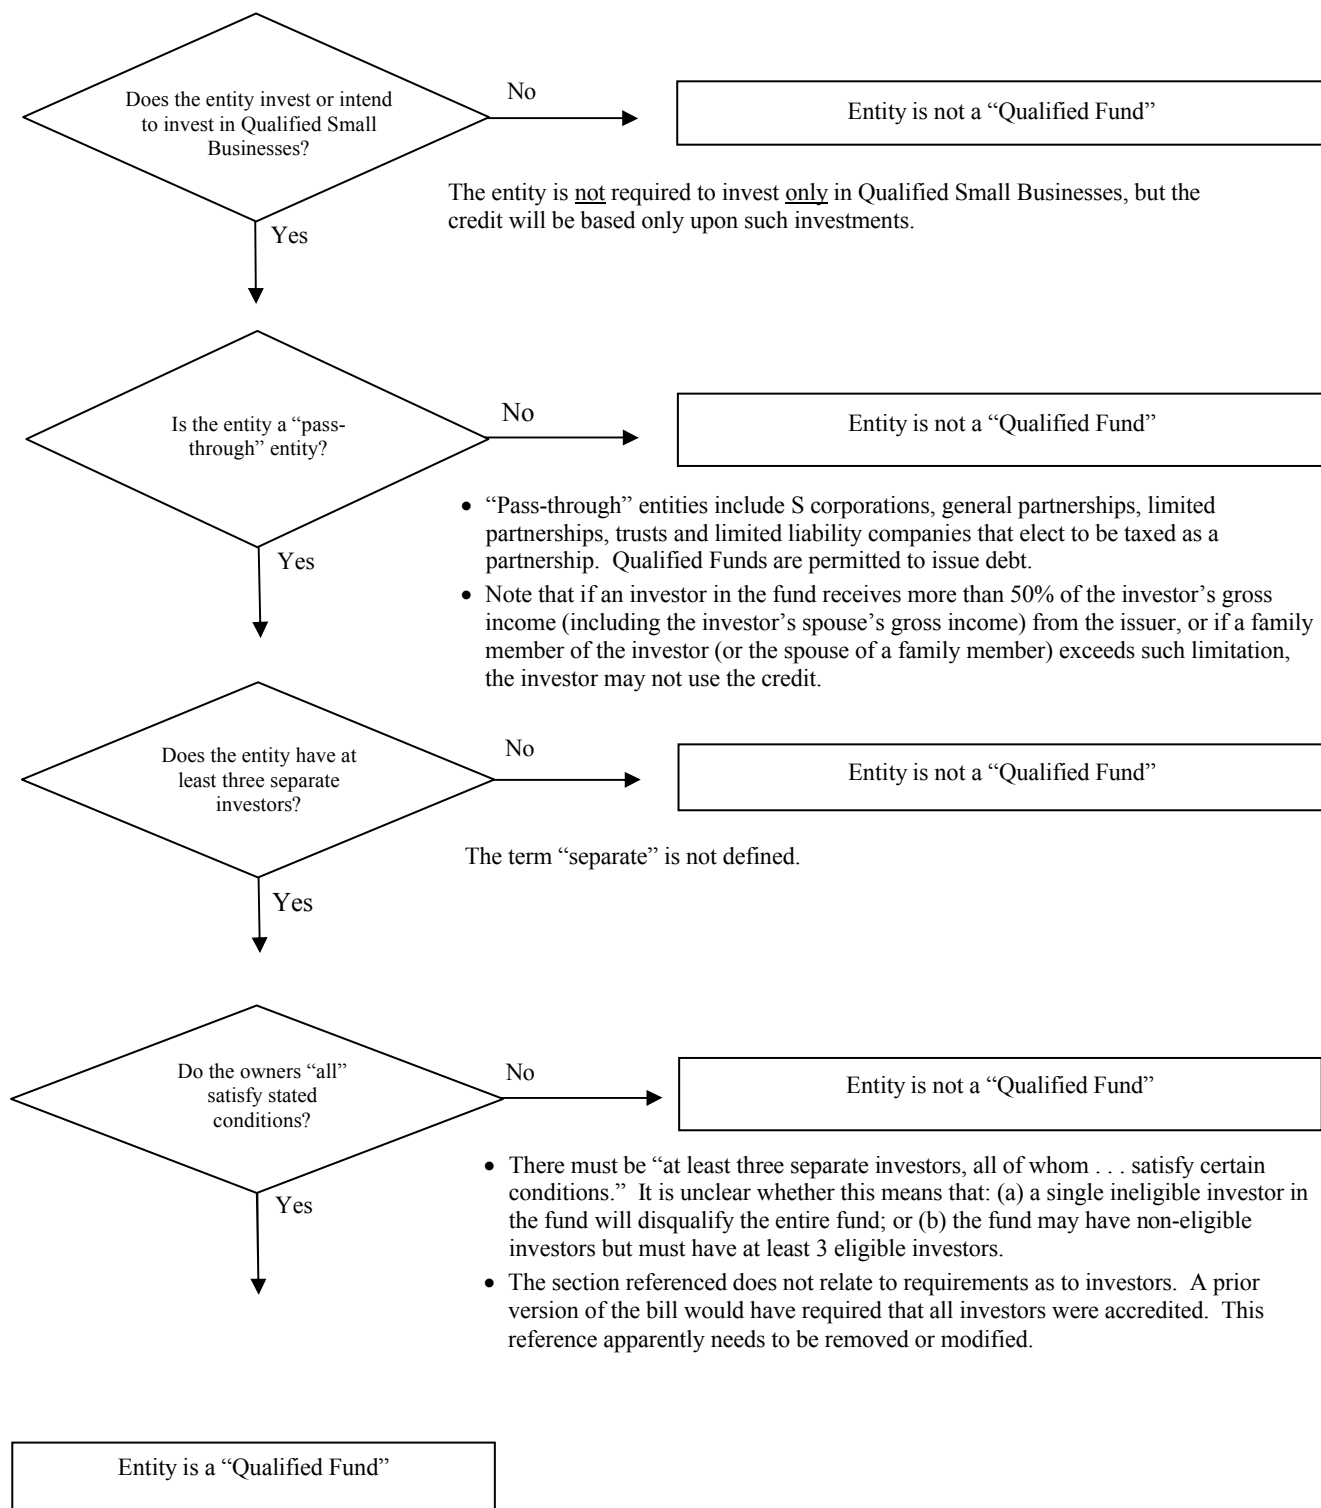 Does the entity invest or intend
to invest in Qualified Small
Businesses?
No
Entity is not a “Qualified Fund”
The entity is not required to invest only in Qualified Small Businesses, but the
credit will be based only upon such investments.
Yes
Is the entity a “pass-
through” entity?
No
Entity is not a “Qualified Fund”
• “Pass-through” entities include S corporations, general partnerships, limited
partnerships, trusts and limited liability companies that elect to be taxed as a
partnership.  Qualified Funds are permitted to issue debt.
Yes
• Note that if an investor in the fund receives more than 50% of the investor’s gross
income (including the investor’s spouse’s gross income) from the issuer, or if a family
member of the investor (or the spouse of a family member) exceeds such limitation,
the investor may not use the credit.
Does the entity have at
least three separate
investors?
No
Entity is not a “Qualified Fund”
The term “separate” is not defined.
Yes
Do the owners “all”
satisfy stated
conditions?
No
Entity is not a “Qualified Fund”
• There must be “at least three separate investors, all of whom . . . satisfy certain
conditions.”  It is unclear whether this means that: (a) a single ineligible investor in
the fund will disqualify the entire fund; or (b) the fund may have non-eligible
investors but must have at least 3 eligible investors.
Yes
• The section referenced does not relate to requirements as to investors.  A prior
version of the bill would have required that all investors were accredited.  This
reference apparently needs to be removed or modified.
Entity is a “Qualified Fund”